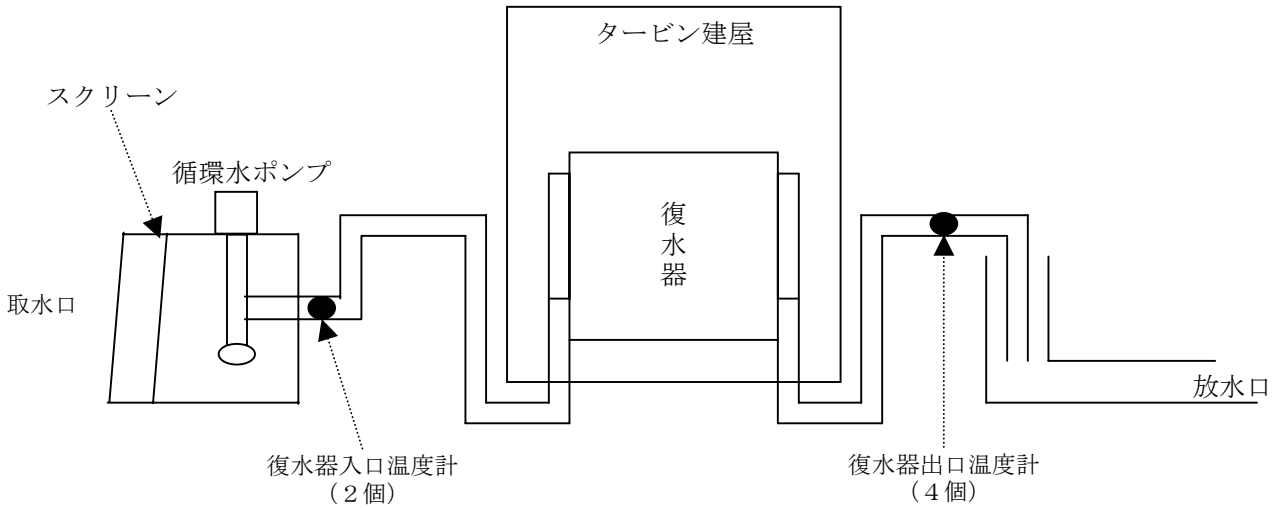 タービン建屋
スクリーン
循環水ポンプ
復
水
器
取水口
放水口
復水器入口温度計
（２個）
復水器出口温度計
（４個）